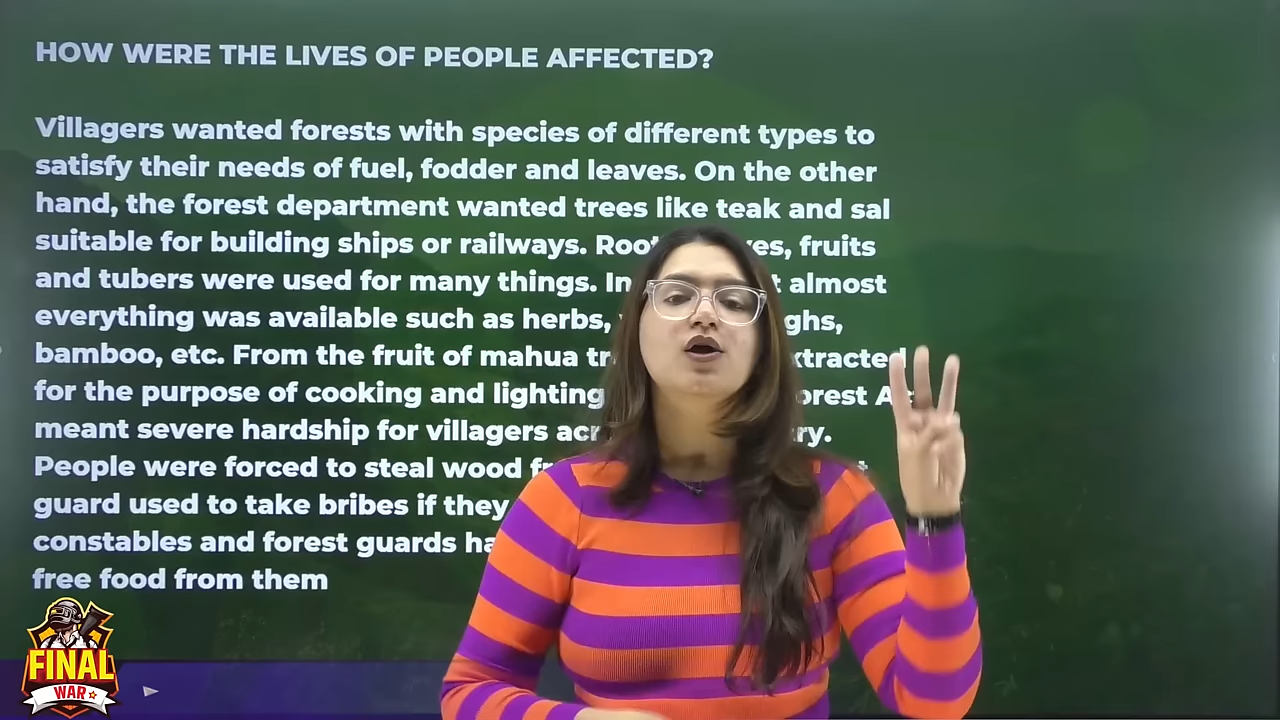 HOW WERE THE LIVES OF PEOPLE AFFECTED?
Villagers wanted forests with species of different types to
satisfy their needs of fuel, fodder and leaves. On the other
hand, the forest department wanted trees like teak and sal
suitable for building ships or railways. fruits
and tubers were used for many things. almost
everything was available such as herbs,
bamboo, etc. From the fruit of mahua
for the purpose of cooking and lighting
meant severe hardship for villagers
People were forced to steal wood
guard used to take bribes if they
constables and forest guards
free food from them
FINAL
WAR